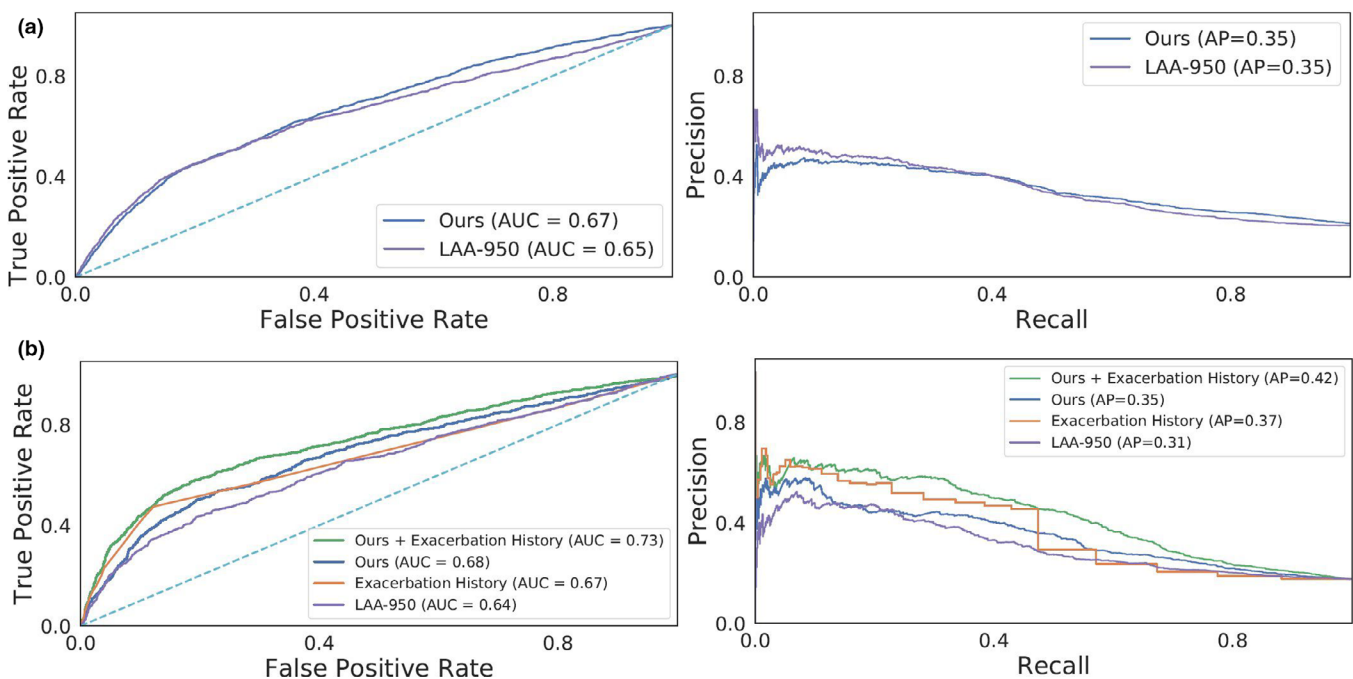 (a)
True Positive Rate
0.8
0.4
0.0
Ours (AUC = 0.67)
LAA-950 (AUC = 0.65)
0.0 0.4 0.8
False Positive Rate
Precision
0.8
0.4
0.0
Ours (AP=0.35)
LAA-950 (AP=0.35)
0.0 0.4 0.8
Recall
(b)
True Positive Rate
0.8
0.4
0.0
Ours + Exacerbation History (AUC = 0.73)
Ours (AUC = 0.68)
Exacerbation History (AUC = 0.67)
LAA-950 (AUC = 0.64)
0.0 0.4 0.8
False Positive Rate
Precision
0.8
0.4
0.0
Ours + Exacerbation History (AP=0.42)
Ours (AP=0.35)
Exacerbation History (AP=0.37)
LAA-950 (AP=0.31)
0.0 0.4 0.8
Recall